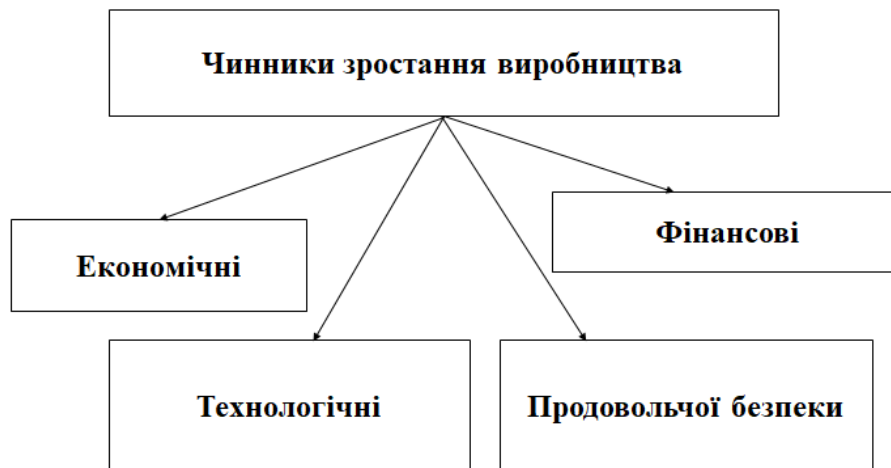 Чинники зростання виробництва
Економічні
Фінансові
Технологічні
Продовольчої безпеки